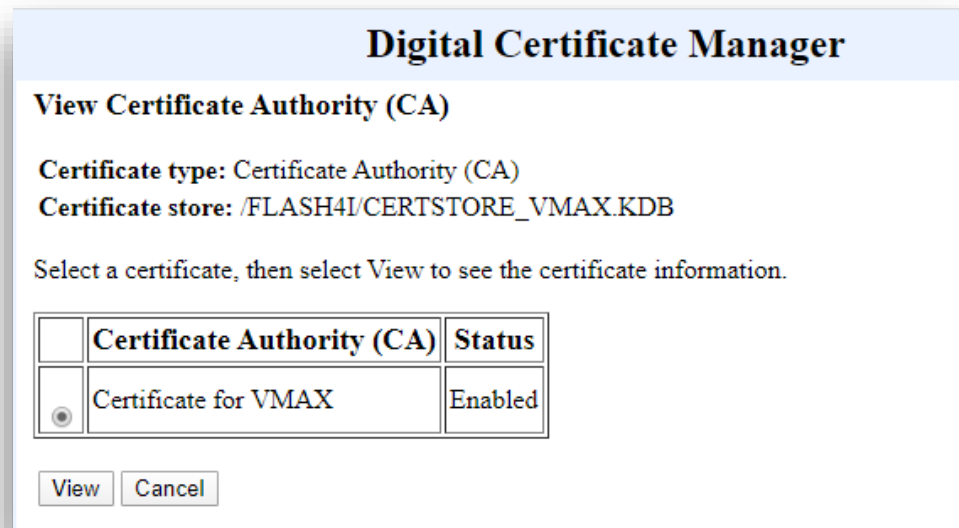 Digital Certificate Manager
View Certificate Authority (CA)
Certificate type: Certificate Authority (CA)
Certificate store: /FLASH4I/CERTSTORE_VMAX.KDB
Select a certificate, then select View to see the certificate information.
Certificate Authority (CA) Status
Certificate for VMAX Enabled
View Cancel